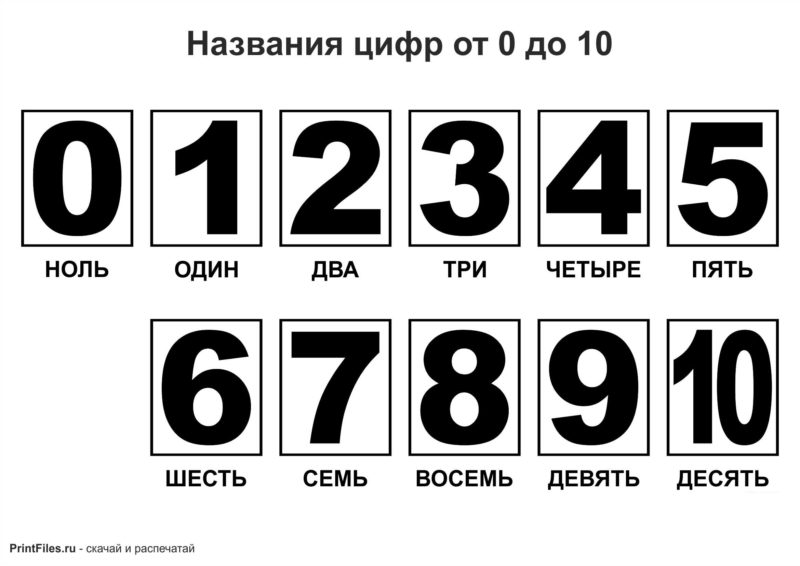 Названия цифр от 0 до 10
0 1 2 3 4 5
НОЛЬ ОДИН ДВА ТРИ ЧЕТЫРЕ ПЯТЬ
6 7 8 9 10
ШЕСТЬ СЕМЬ ВОСЕМЬ ДЕВЯТЬ ДЕСЯТЬ
PrintFiles.ru - скачай и распечатай